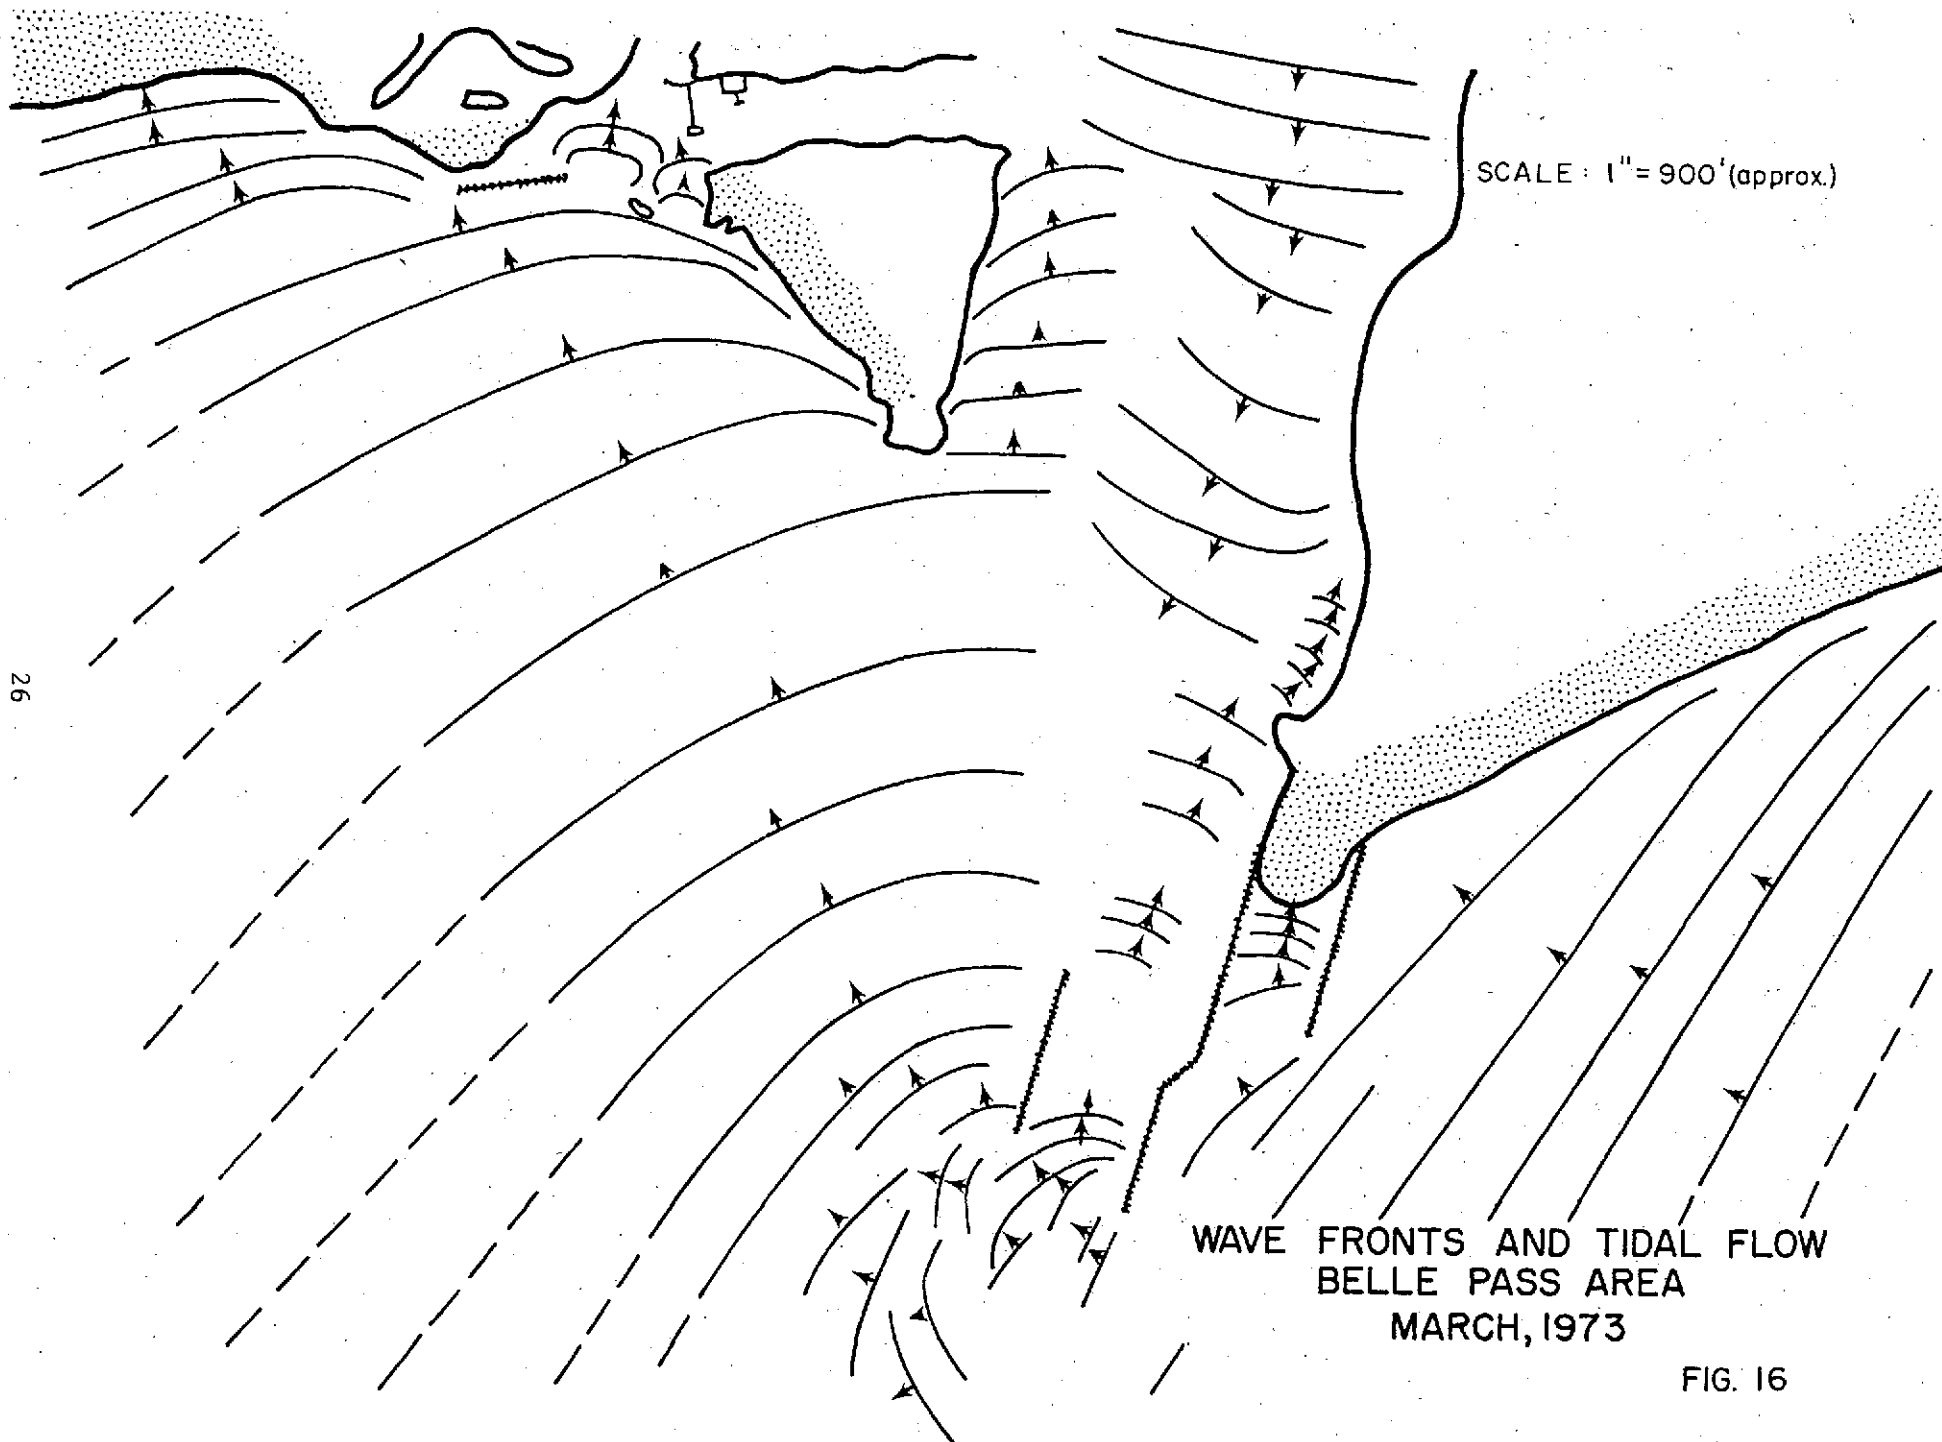 SCALE : 1" = 900' (approx.)
26
WAVE FRONTS AND TIDAL FLOW
BELLE PASS AREA
MARCH, 1973
FIG. 16